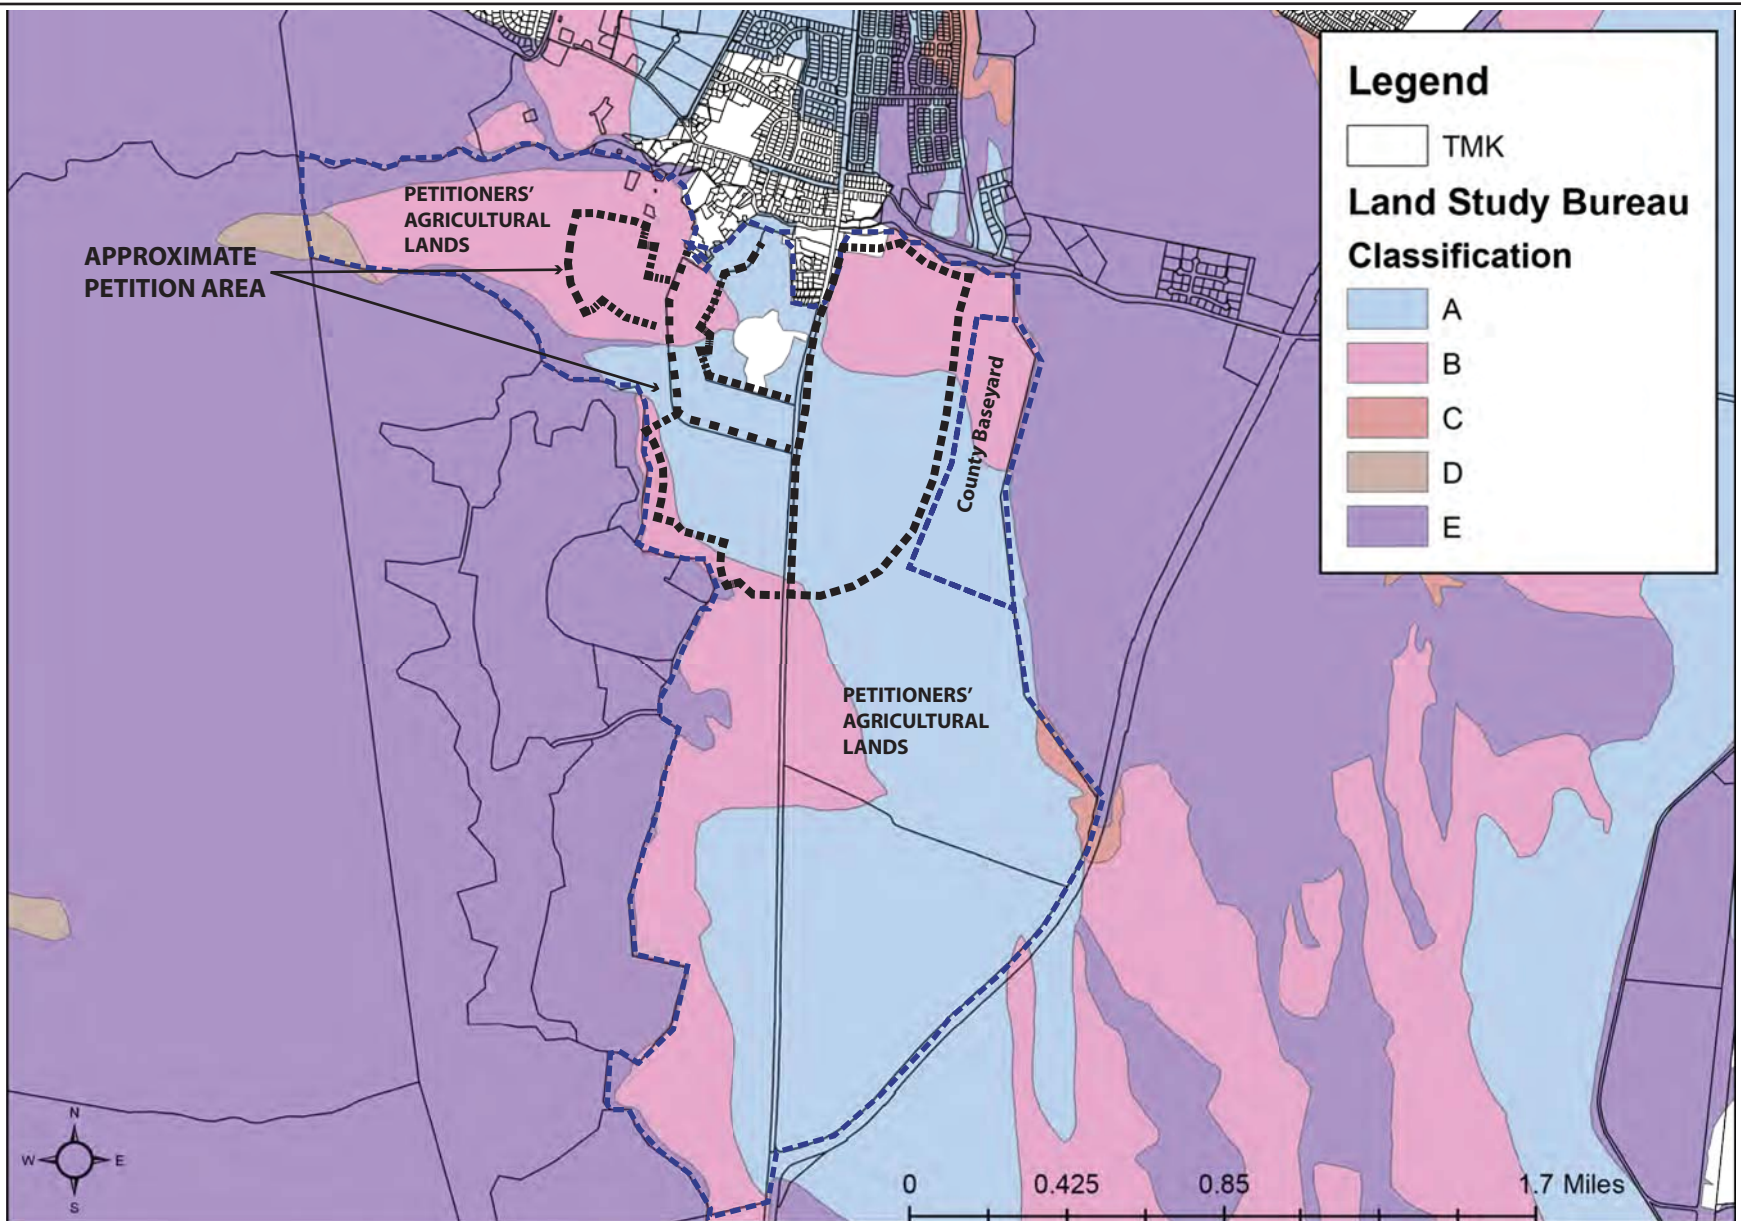 Legend
TMK
Land Study Bureau
Classification
A
B
C
D
E
PETITIONERS’
AGRICULTURAL
LANDS
APPROXIMATE
PETITION AREA
County Baseyard
PETITIONERS’
AGRICULTURAL
LANDS
N
W
E
S
0
0.425
0.85
1.7 Miles